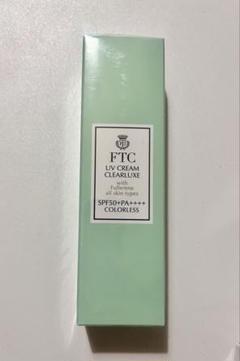 FTC
UV CREAM
CLEARLUXE
with
Fullerene
all skin types
SPF50+PA++++
COLORLESS